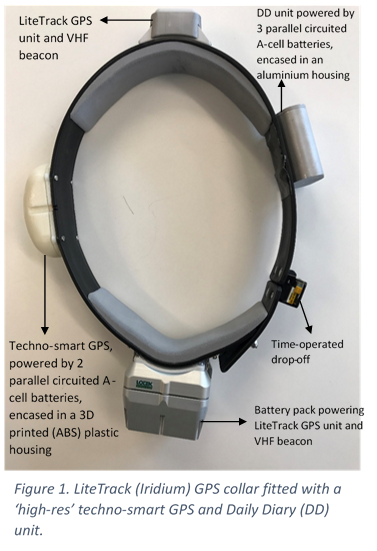 LiteTrack GPS
unit and VHF
beacon
DD unit powered by
3 parallel circuited
A-cell batteries,
encased in an
aluminium housing
Techno-smart GPS,
powered by 2
parallel circuited A-
cell batteries,
encased in a 3D
printed (ABS) plastic
housing
Time-operated
drop-off
LOTEK
Battery pack powering
LiteTrack GPS unit and
VHF beacon
Figure 1. LiteTrack (Iridium) GPS collar fitted with a
‘high-res’ techno-smart GPS and Daily Diary (DD)
unit.